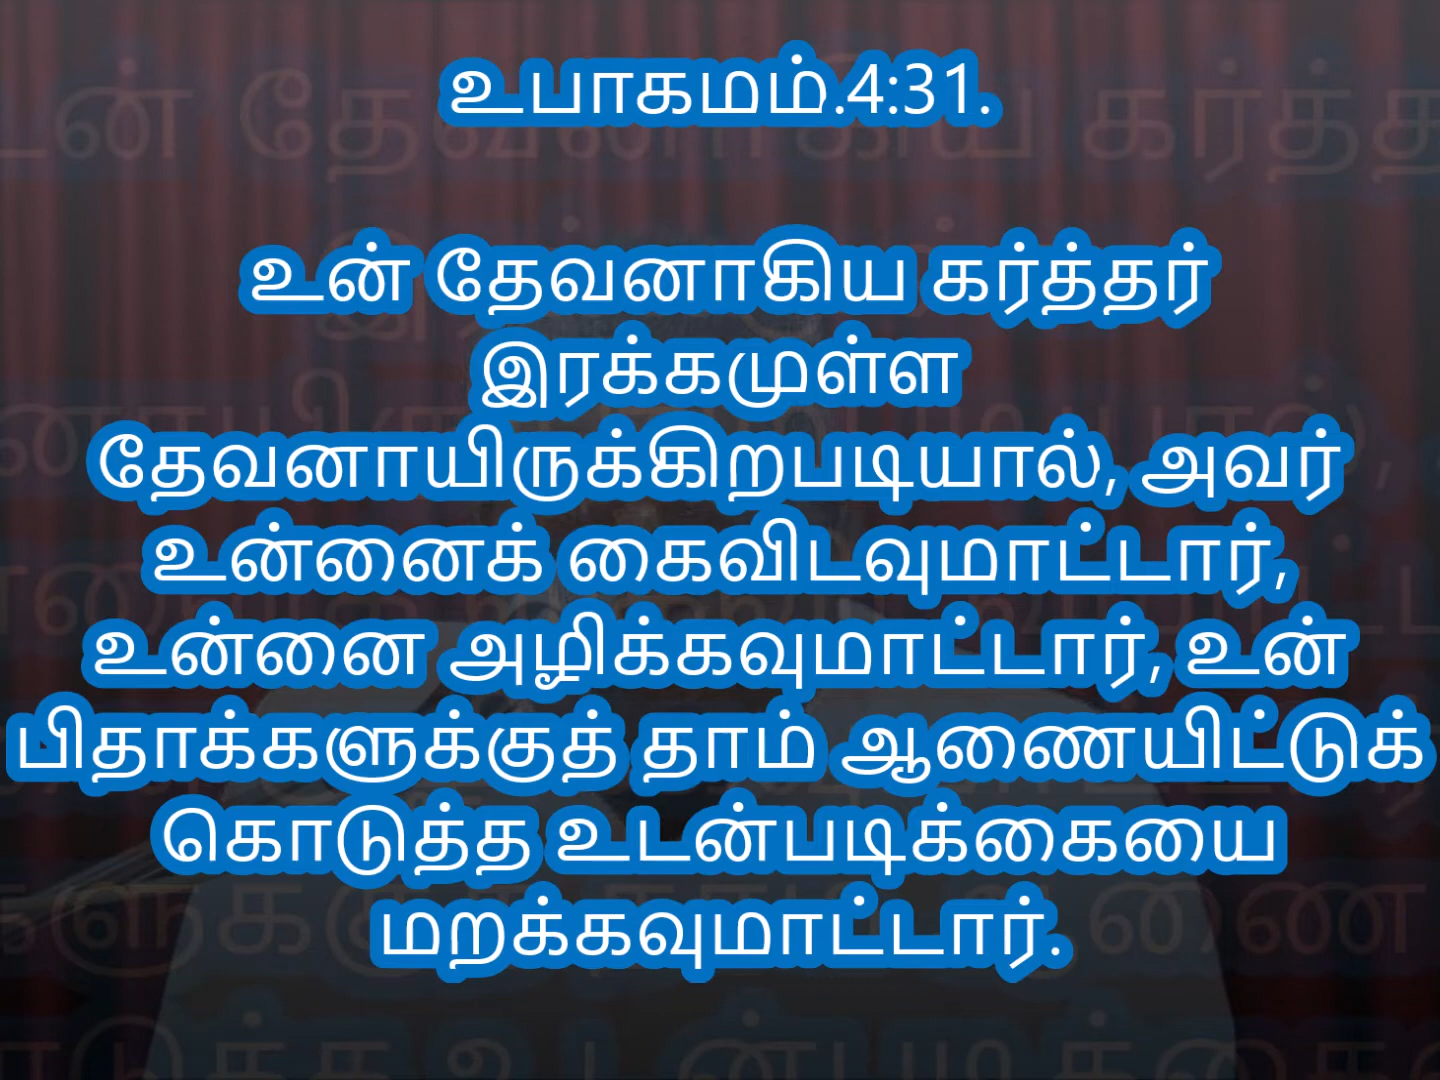 உபாகமம்.4:31.
உன் தேவனாகிய கர்த்தர்
இரக்கமுள்ள
தேவனாயிருக்கிறபடியால், அவர்
உன்னைக் கைவிடவுமாட்டார்,
உன்னை அழிக்கவுமாட்டார், உன்
பிதாக்களுக்குத் தாம் ஆணையிட்டுக்
கொடுத்த உடன்படிக்கையை
மறக்கவுமாட்டார்.